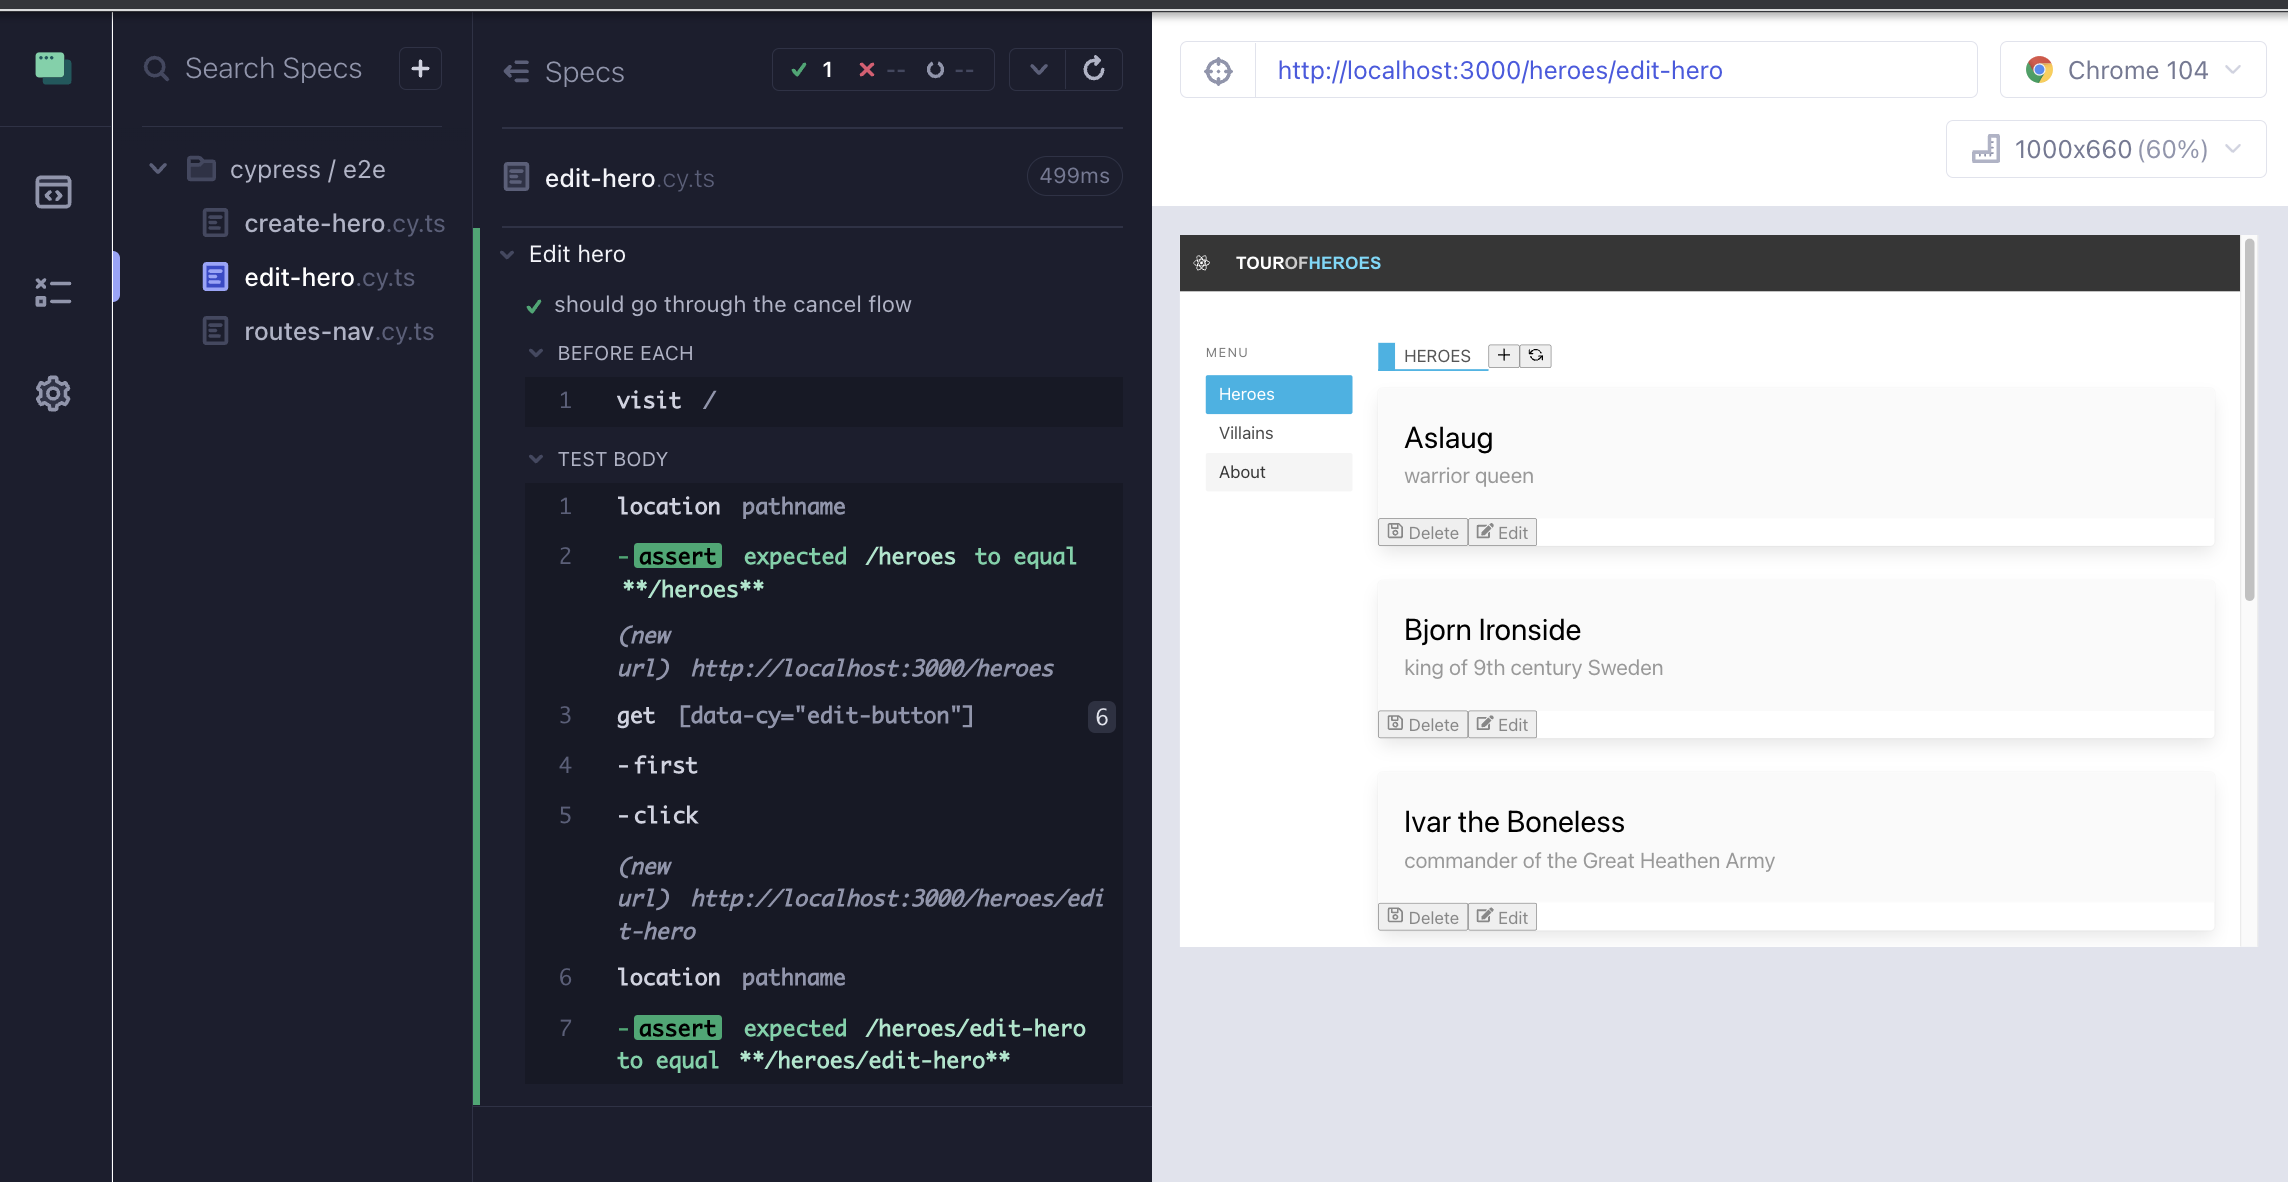 Search Specs
+
cypress / e2e
create-hero.cy.ts
edit-hero.cy.ts
routes-nav.cy.ts
Specs
1 -- --
edit-hero.cy.ts
499ms
Edit hero
should go through the cancel flow
BEFORE EACH
1 visit /
TEST BODY
1 location pathname
2 -assert expected /heroes to equal
**/heroes**
(new
url) http://localhost:3000/heroes
3 get [data-cy="edit-button"] 6
4 -first
5 -click
(new
url) http://localhost:3000/heroes/edi
t-hero
6 location pathname
7 -assert expected /heroes/edit-hero
to equal **/heroes/edit-hero**
http://localhost:3000/heroes/edit-hero
Chrome 104
1000x660 (60%)
TOUROFHEROES
MENU
Heroes
Villains
About
HEROES
+
Aslaug
warrior queen
Delete Edit
Bjorn Ironside
king of 9th century Sweden
Delete Edit
Ivar the Boneless
commander of the Great Heathen Army
Delete Edit